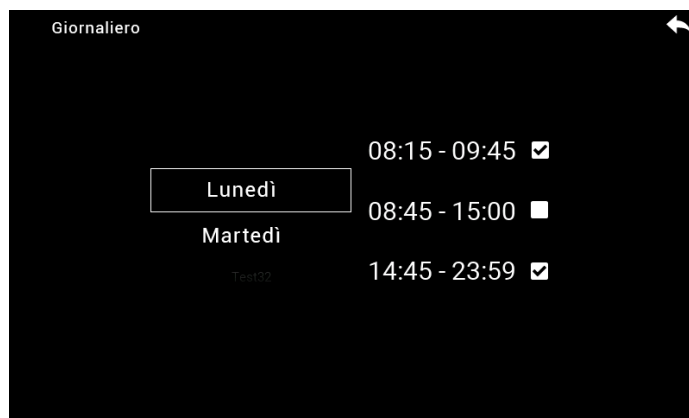 Giornaliero
08:15 - 09:45
Lunedì
08:45 - 15:00
Martedì
14:45 - 23:59
Test32